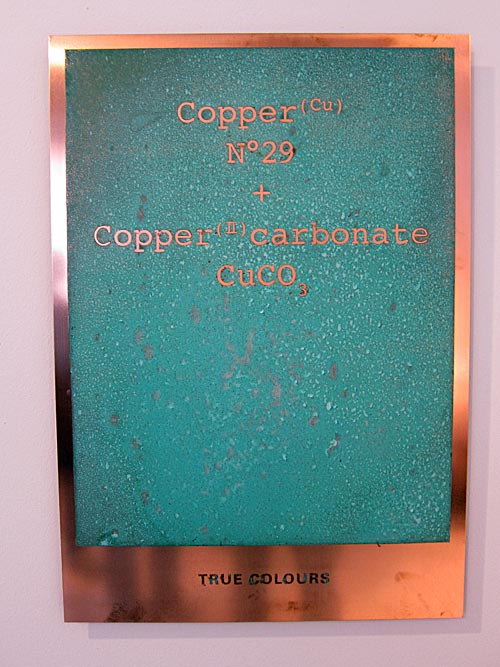 Copper(Cu)
N°29
+
Copper(II)carbonate
CuCO₃
TRUE COLOURS